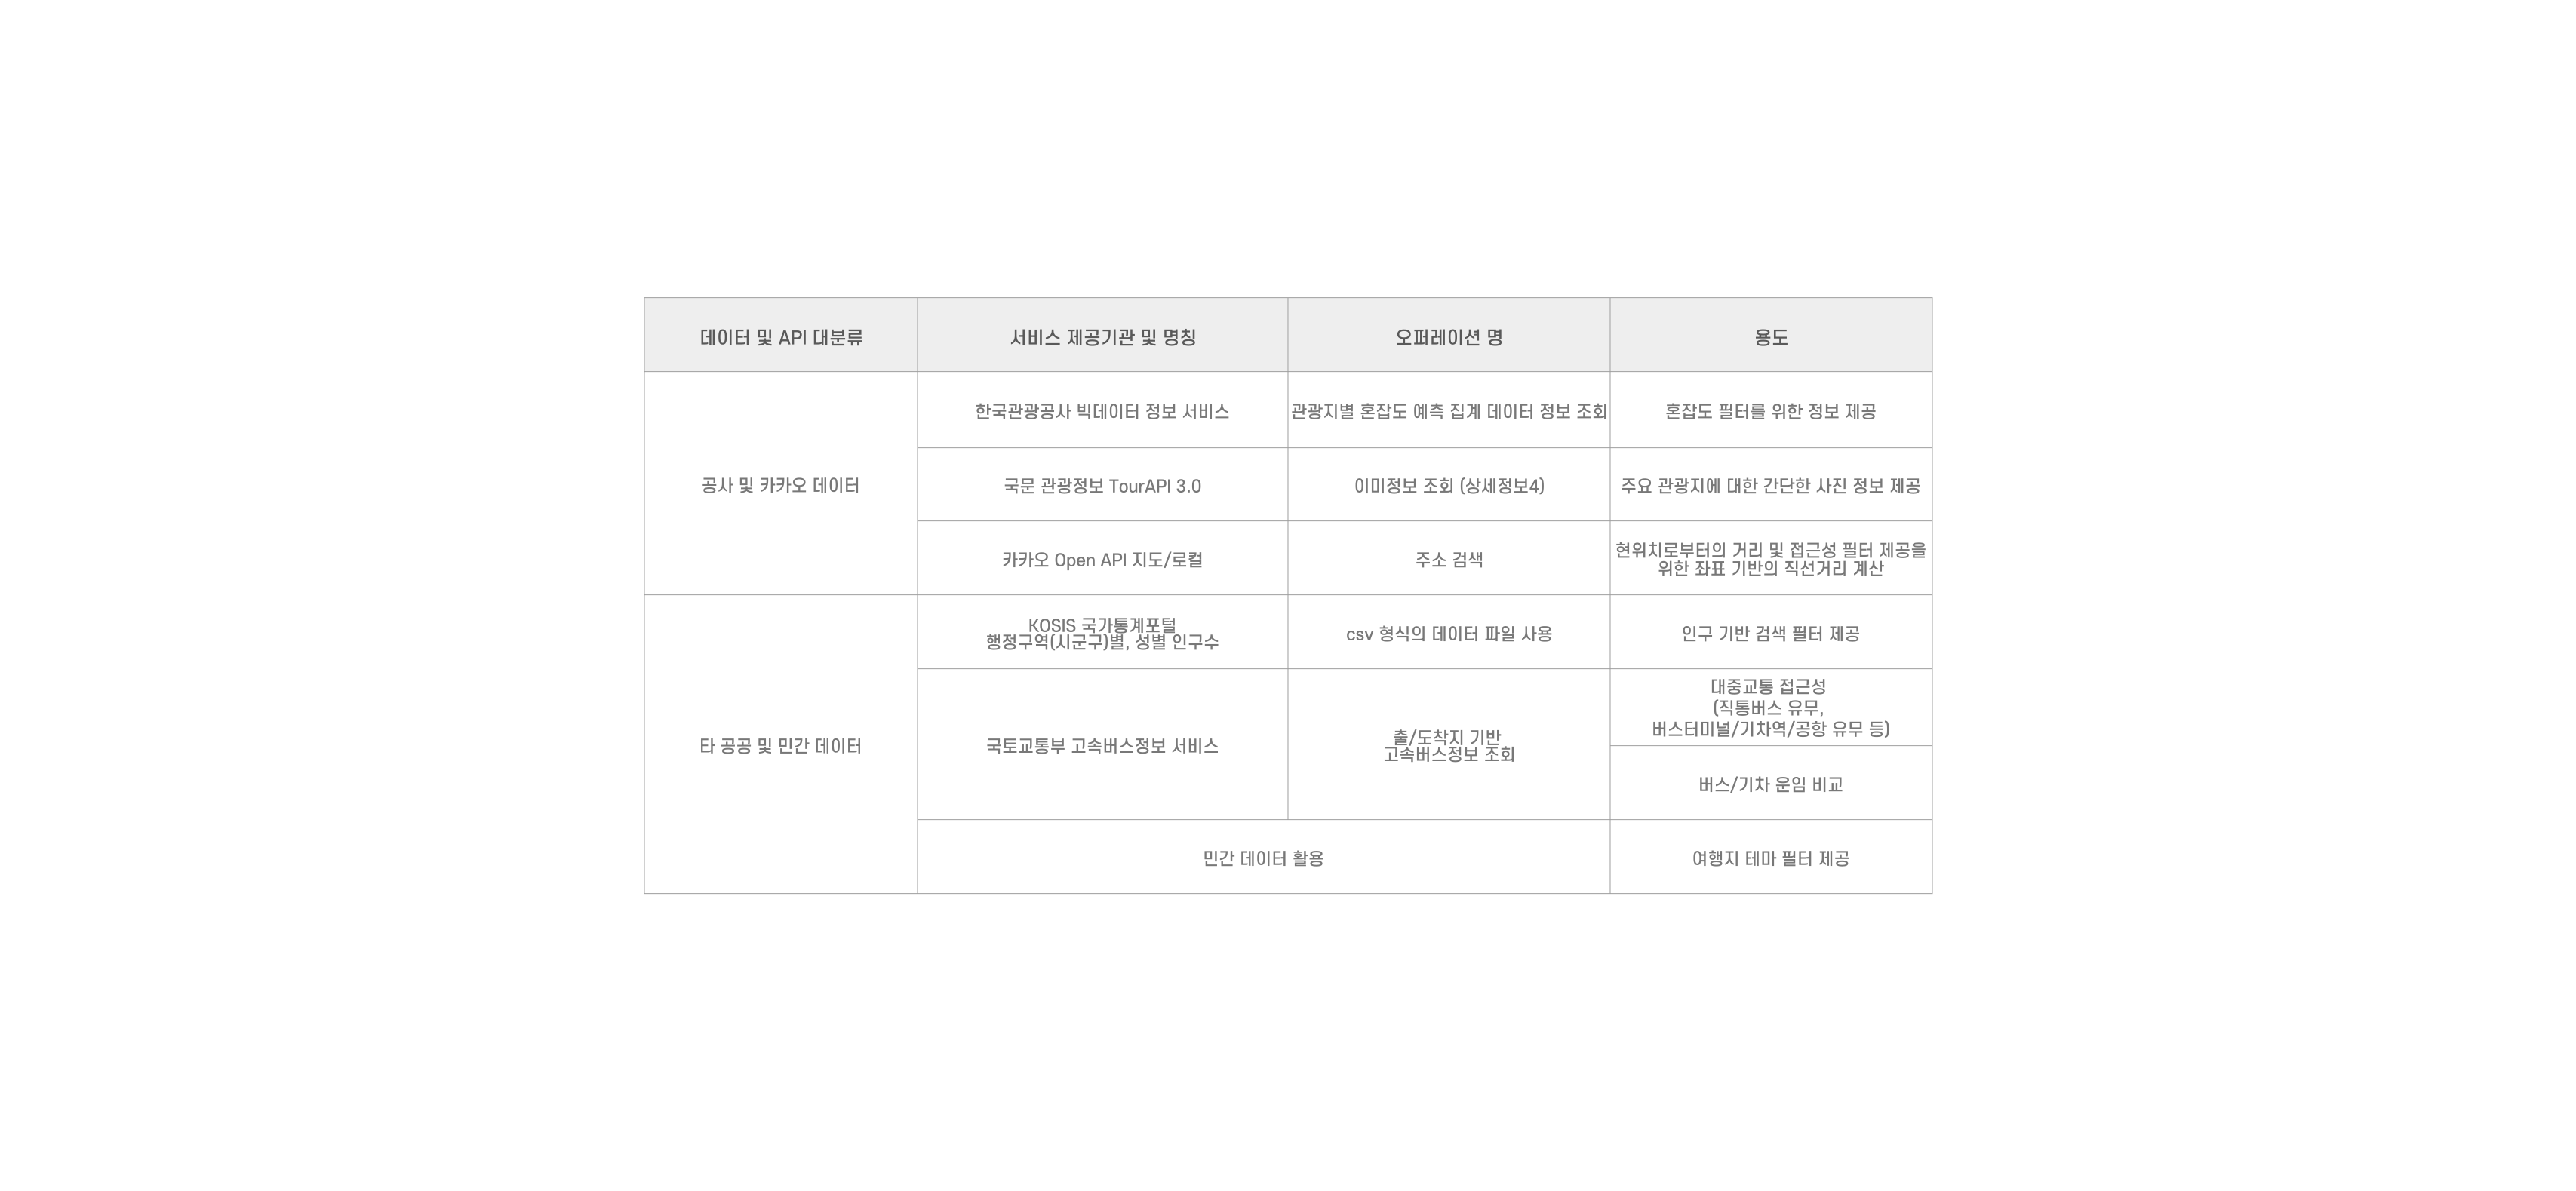 데이터 및 API 대분류
서비스 제공기관 및 명칭
오퍼레이션 명
용도
공사 및 카카오 데이터
한국관광공사 빅데이터 정보 서비스
관광지별 혼잡도 예측 집계 데이터 정보 조회
혼잡도 필터를 위한 정보 제공
국문 관광정보 TourAPI 3.0
이미정보 조회 (상세정보4)
주요 관광지에 대한 간단한 사진 정보 제공
카카오 Open API 지도/로컬
주소 검색
현위치로부터의 거리 및 접근성 필터 제공을
위한 좌표 기반의 직선거리 계산
타 공공 및 민간 데이터
KOSIS 국가통계포털
행정구역(시군구)별, 성별 인구수
csv 형식의 데이터 파일 사용
인구 기반 검색 필터 제공
국토교통부 고속버스정보 서비스
출/도착지 기반
고속버스정보 조회
대중교통 접근성
(직통버스 유무,
버스터미널/기차역/공항 유무 등)
버스/기차 운임 비교
민간 데이터 활용
여행지 테마 필터 제공